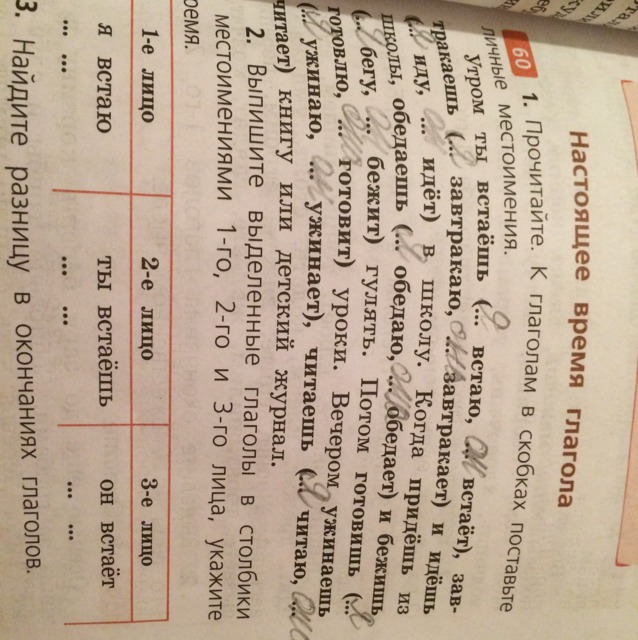 Настоящее время глагола
60 1. Прочитайте. К глаголам в скобках поставьте
личные местоимения.
Утром ты встаёшь (... я встаю, он встаёт), зав-
тракаешь (... я завтракаю, ... завтракает) и идёшь
(... я иду, ... он идёт) в школу. Когда придёшь из
школы, обедаешь (... я обедаю, ... обедает) и бежишь
(... я бегу, ... бежит) гулять. Потом готовишь (... я
готовлю, ... готовит) уроки. Вечером ужинаешь
(... я ужинаю, ... он ужинает), читаешь (... я читаю, ...
читает) книгу или детский журнал.
2. Выпишите выделенные глаголы в столбики
местоимениями 1-го, 2-го и 3-го лица, укажите
время.
1-е лицо 2-е лицо 3-е лицо
я встаю ты встаёшь он встаёт
... ... ... ... ... ...
3. Найдите разницу в окончаниях глаголов.